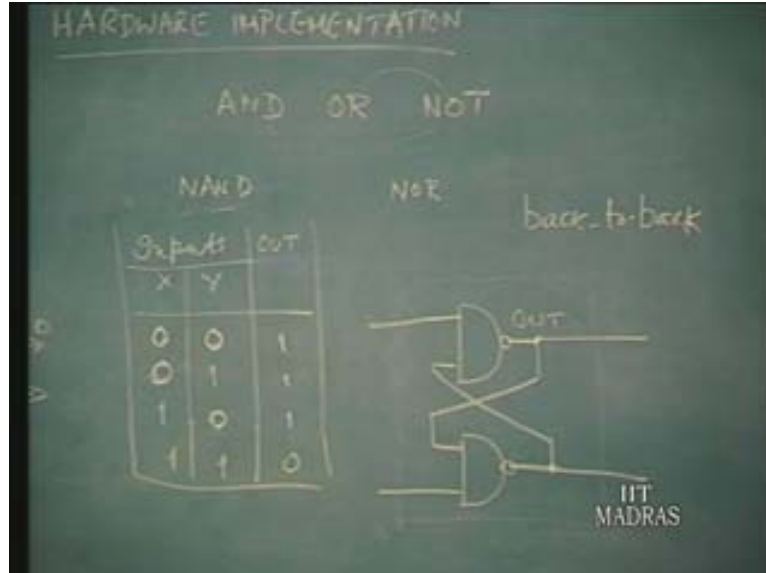 HARDWARE IMPLEMENTATION
AND OR NOT
NAND NOR
back-to-back
Inputs OUT
X Y
OUT
0 0 1
0 1 1
1 0 1
1 1 0
IIT
MADRAS